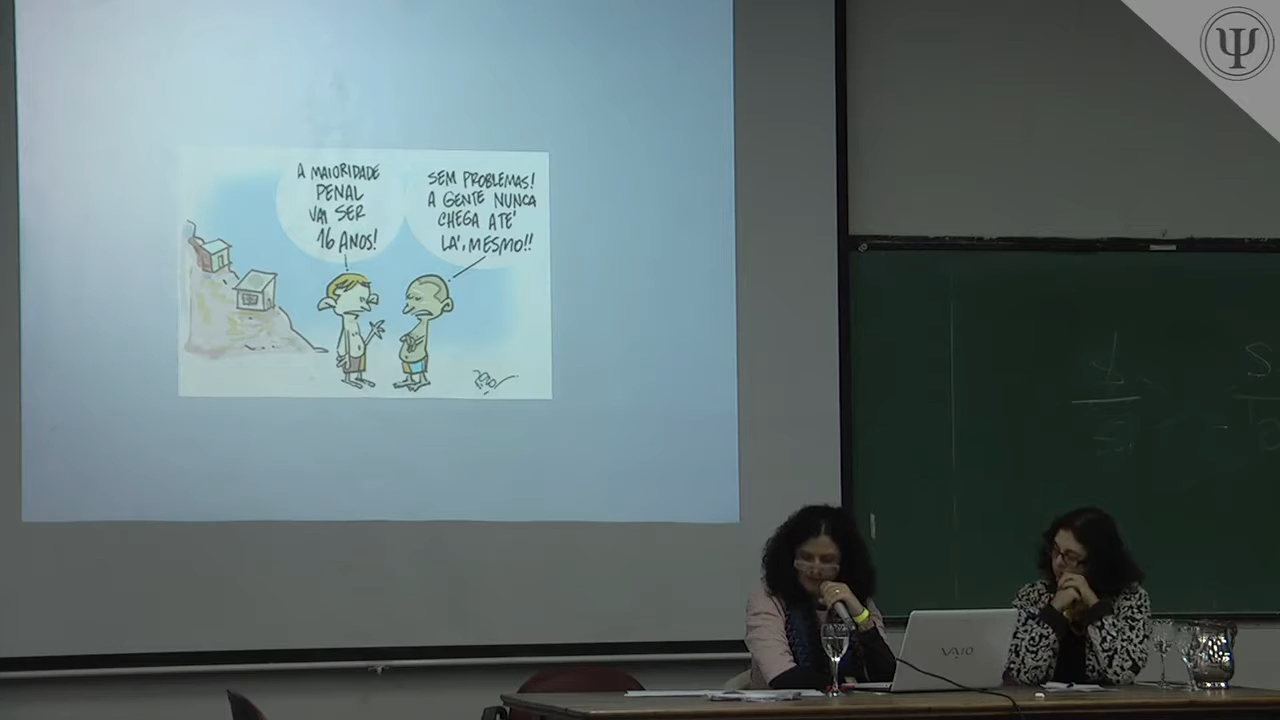 A MAIORIDADE
PENAL
VAI SER
16 ANOS!
SEM PROBLEMAS!
A GENTE NUNCA
CHEGA ATÉ
LÁ, MESMO!!
VAIO
Ψ